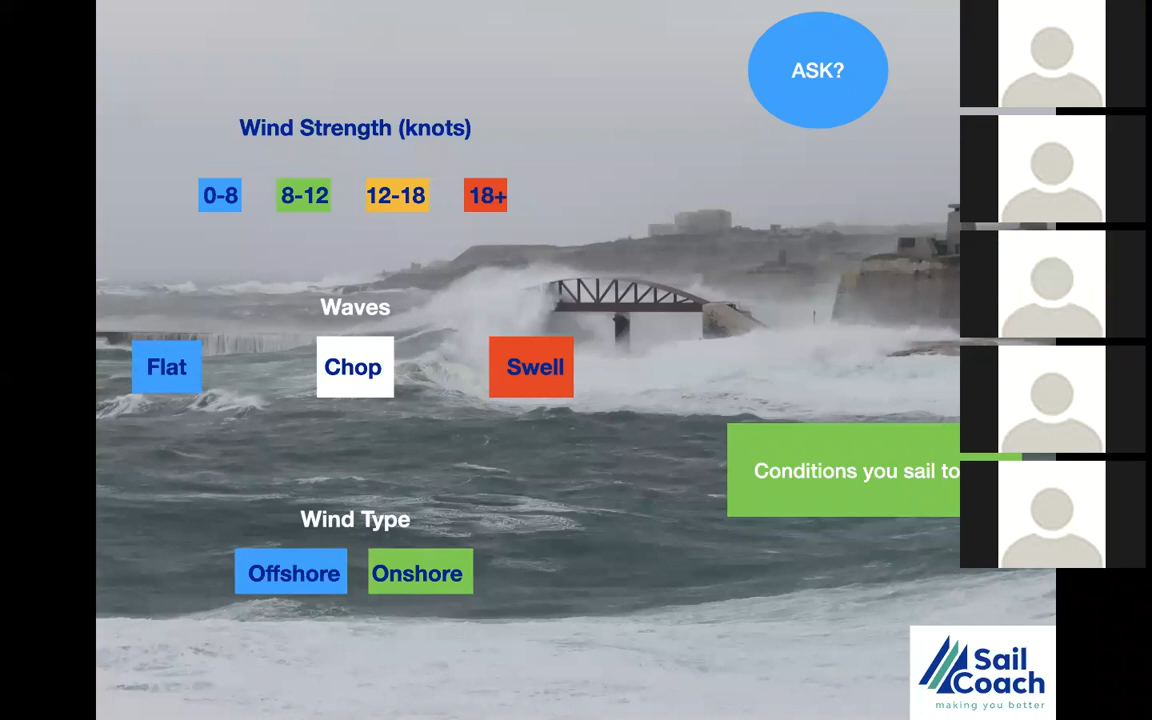 ASK?
Wind Strength (knots)
0-8 8-12 12-18 18+
Waves
Flat Chop Swell
Conditions you sail to
Wind Type
Offshore Onshore
Sail
Coach
making you better